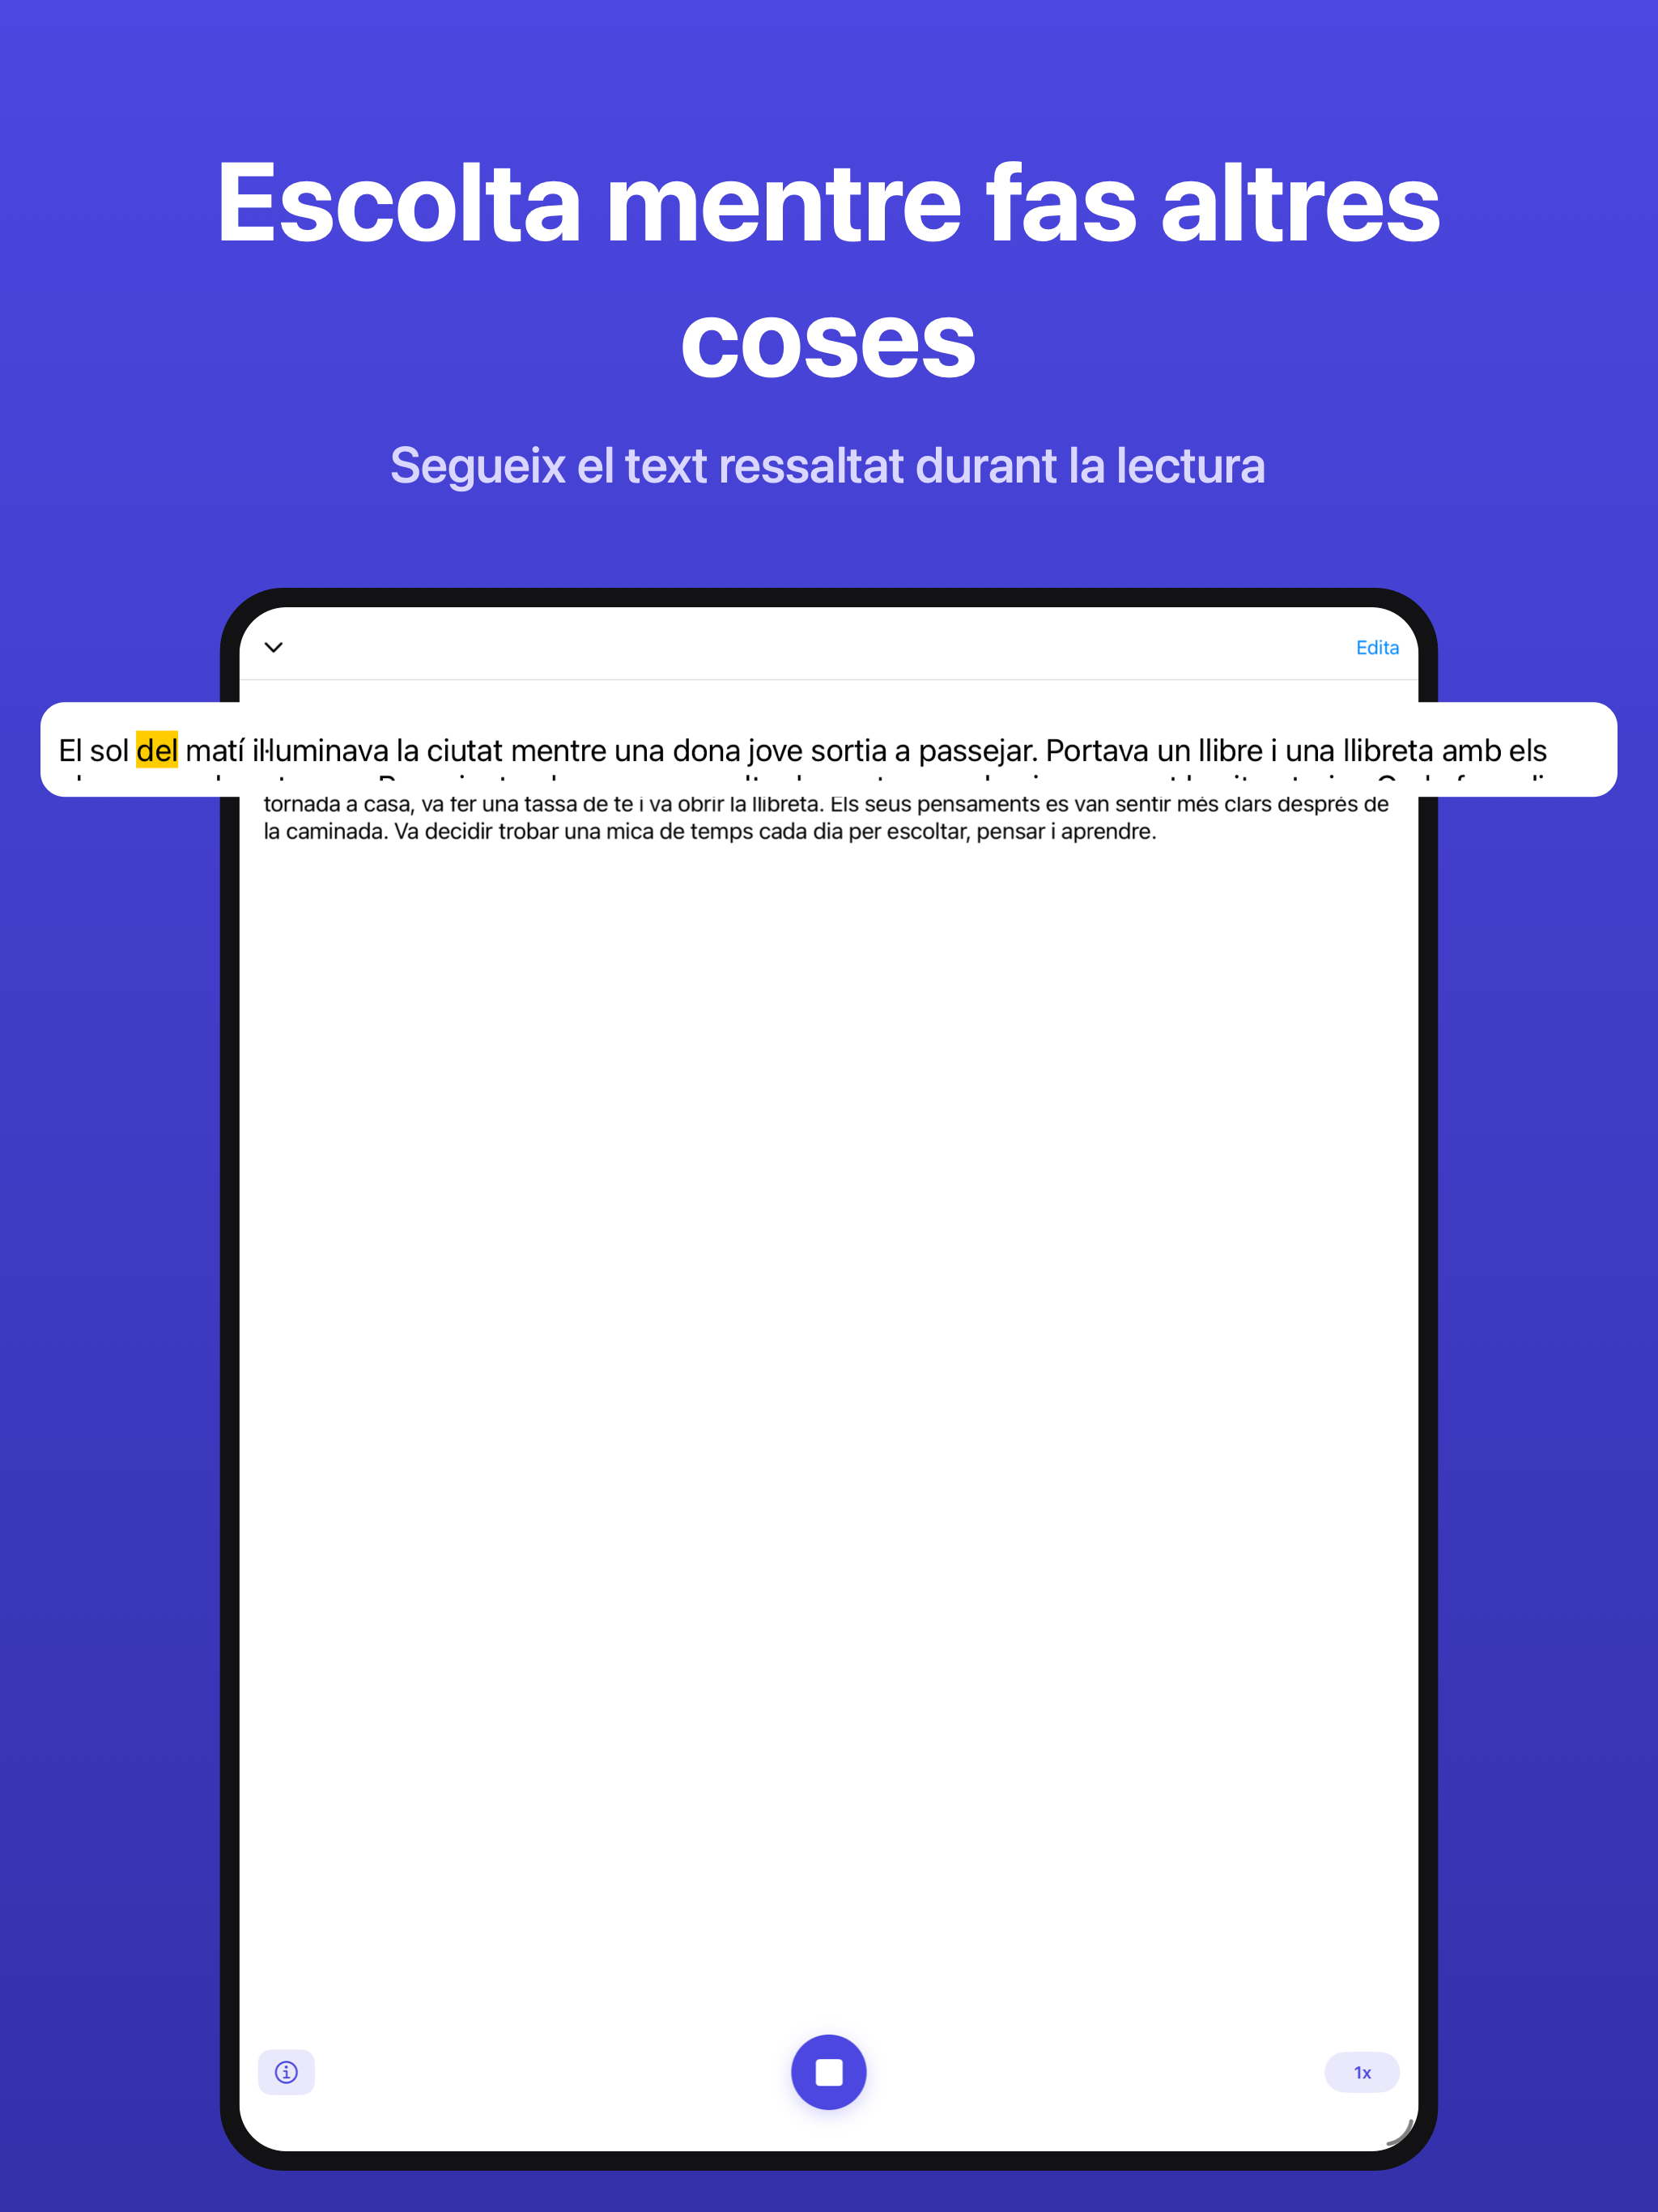 Escolta mentre fas altres
coses
Segueix el text ressaltat durant la lectura
Edita
El sol del matí il·luminava la ciutat mentre una dona jove sortia a passejar. Portava un llibre i una llibreta amb els
tornada a casa, va fer una tassa de te i va obrir la llibreta. Els seus pensaments es van sentir més clars després de
la caminada. Va decidir trobar una mica de temps cada dia per escoltar, pensar i aprendre.
1x